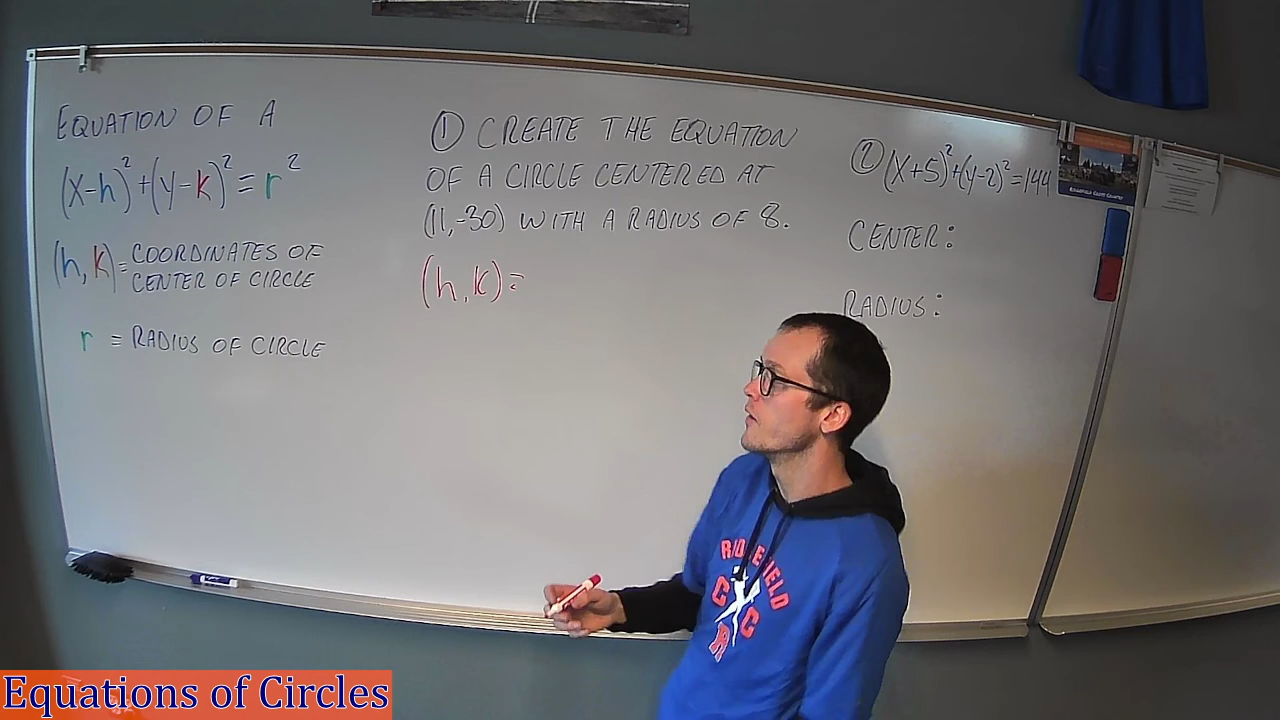 EQUATION OF A
(x-h)²+(y-k)²=r²
(h,k)= COORDINATES OF
CENTER OF CIRCLE
r = RADIUS OF CIRCLE
① CREATE THE EQUATION
OF A CIRCLE CENTERED AT
(11,-30) WITH A RADIUS OF 8.
(h,k)=
② (x+5)²+(y-2)²=144
CENTER:
RADIUS:
RIDGEFIELD
C C
R
Equations of Circles